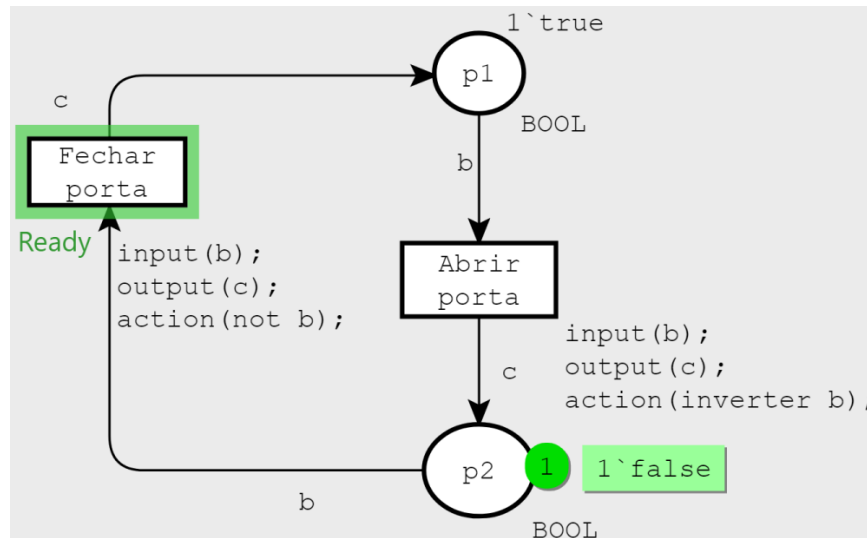 1`true
p1
BOOL
c
Fechar
porta
Ready
b
input(b);
output(c);
action(not b);
Abrir
porta
input(b);
output(c);
action(inverter b);
c
p2
1
1`false
b
BOOL